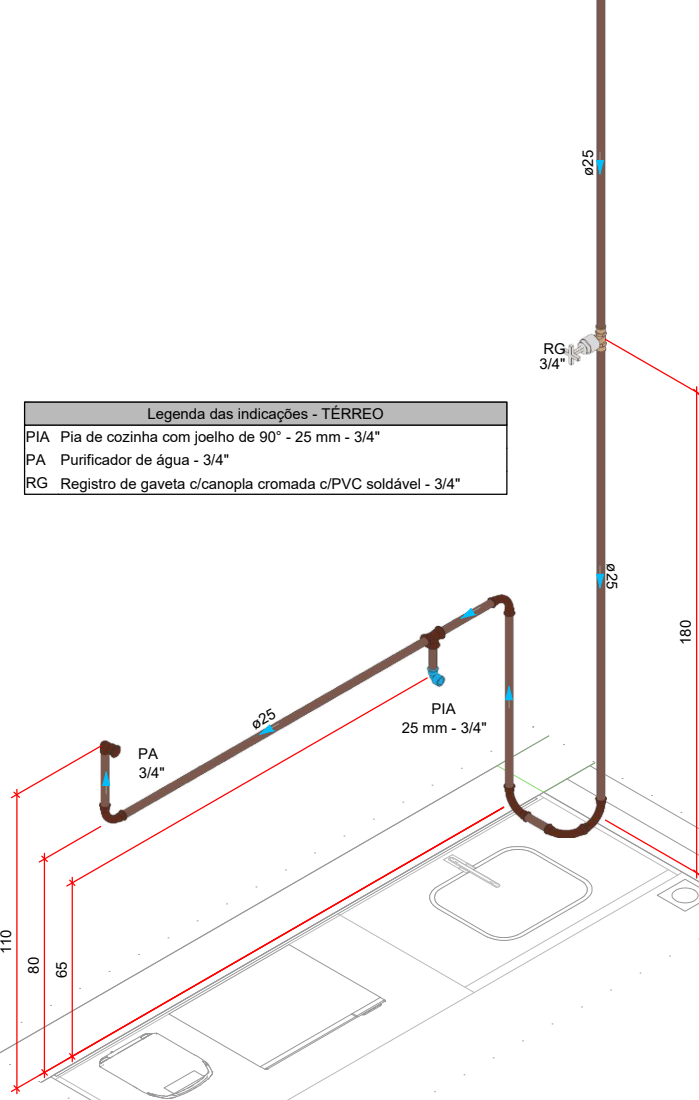 ø25
RG
3/4"
Legenda das indicações - TÉRREO
PIA Pia de cozinha com joelho de 90° - 25 mm - 3/4"
PA Purificador de água - 3/4"
RG Registro de gaveta c/canopla cromada c/PVC soldável - 3/4"
ø25
180
PIA
25 mm - 3/4"
ø25
PA
3/4"
110
80
65